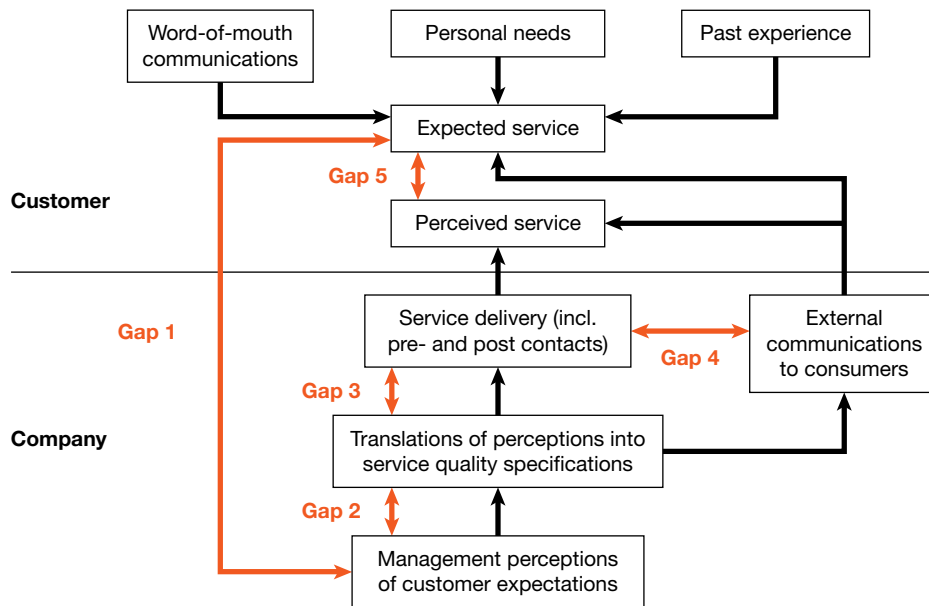 Word-of-mouth
communications
Personal needs
Past experience
Expected service
Gap 5
Customer
Perceived service
Gap 1
Service delivery (incl.
pre- and post contacts)
Gap 4
External
communications
to consumers
Gap 3
Company
Translations of perceptions into
service quality specifications
Gap 2
Management perceptions
of customer expectations